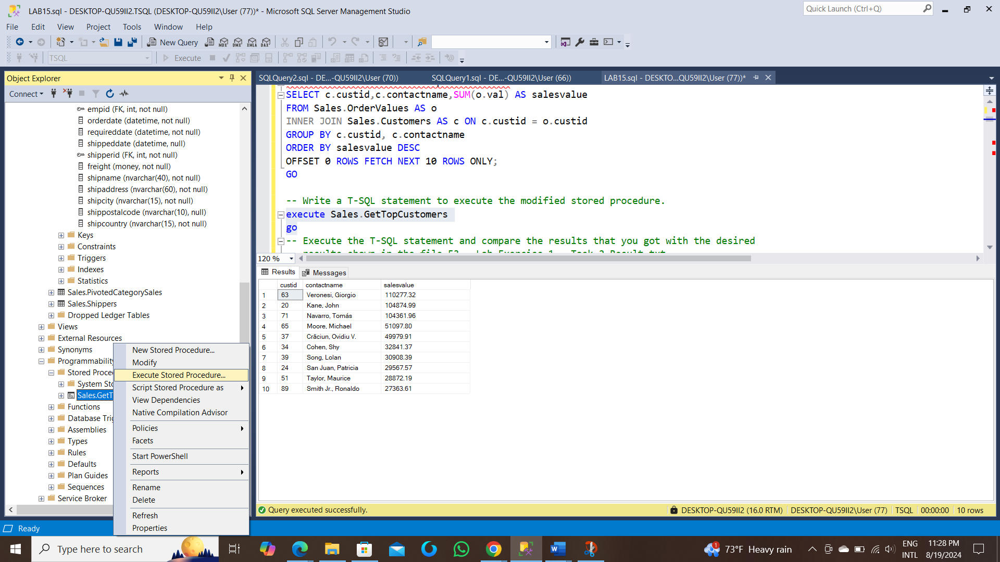 LAB15.sql - DESKTOP-QU59II2.TSQL (DESKTOP-QU59II2\User (77))* - Microsoft SQL Server Management Studio
Quick Launch (Ctrl+Q)
File Edit View Project Tools Window Help
New Query MDX DMX XMLA DAX
TSQL Execute
Object Explorer
Connect
empid (FK, int, not null)
orderdate (datetime, not null)
requireddate (datetime, not null)
shippeddate (datetime, null)
shipperid (FK, int, not null)
freight (money, not null)
shipname (nvarchar(40), not null)
shipaddress (nvarchar(60), not null)
shipcity (nvarchar(15), not null)
shippostalcode (nvarchar(10), null)
shipcountry (nvarchar(15), not null)
Keys
Constraints
Triggers
Indexes
Statistics
Sales.PivotedCategorySales
Sales.Shippers
Dropped Ledger Tables
Views
External Resources
Synonyms
Programmability
Stored Proce
System Sto
Sales.GetT
Functions
Database Trig
Assemblies
Types
Rules
Defaults
Plan Guides
Sequences
Service Broker
New Stored Procedure...
Modify
Execute Stored Procedure...
Script Stored Procedure as
View Dependencies
Native Compilation Advisor
Policies
Facets
Start PowerShell
Reports
Rename
Delete
Refresh
Properties
SQLQuery2.sql - DE...-QU59II2\User (70)) SQLQuery1.sql - DE...-QU59II2\User (66)) LAB15.sql - DESKTO...QU59II2\User (77))*
SELECT c.custid,c.contactname,SUM(o.val) AS salesvalue
FROM Sales.OrderValues AS o
INNER JOIN Sales.Customers AS c ON c.custid = o.custid
GROUP BY c.custid, c.contactname
ORDER BY salesvalue DESC
OFFSET 0 ROWS FETCH NEXT 10 ROWS ONLY;
GO
-- Write a T-SQL statement to execute the modified stored procedure.
execute Sales.GetTopCustomers
go
-- Execute the T-SQL statement and compare the results that you got with the desired
120 %
Results Messages
custid contactname salesvalue
1 63 Veronesi, Giorgio 110277.32
2 20 Kane, John 104874.99
3 71 Navarro, Tomás 104361.96
4 65 Moore, Michael 51097.80
5 37 Crăciun, Ovidiu V. 49979.91
6 34 Cohen, Shy 32841.37
7 39 Song, Lolan 30908.39
8 24 San Juan, Patricia 29567.57
9 51 Taylor, Maurice 28872.19
10 89 Smith Jr., Ronaldo 27363.61
Query executed successfully. DESKTOP-QU59II2 (16.0 RTM) DESKTOP-QU59II2\User (77) TSQL 00:00:00 10 rows
Ready
Type here to search
1 73°F Heavy rain
ENG
INTL
11:28 PM
8/19/2024